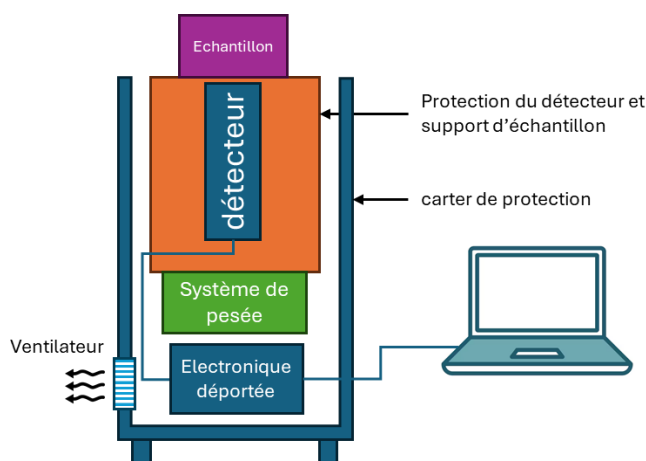 Echantillon
détecteur
Protection du détecteur et
support d'échantillon
carter de protection
Système de
pesée
Ventilateur
Electronique
déportée